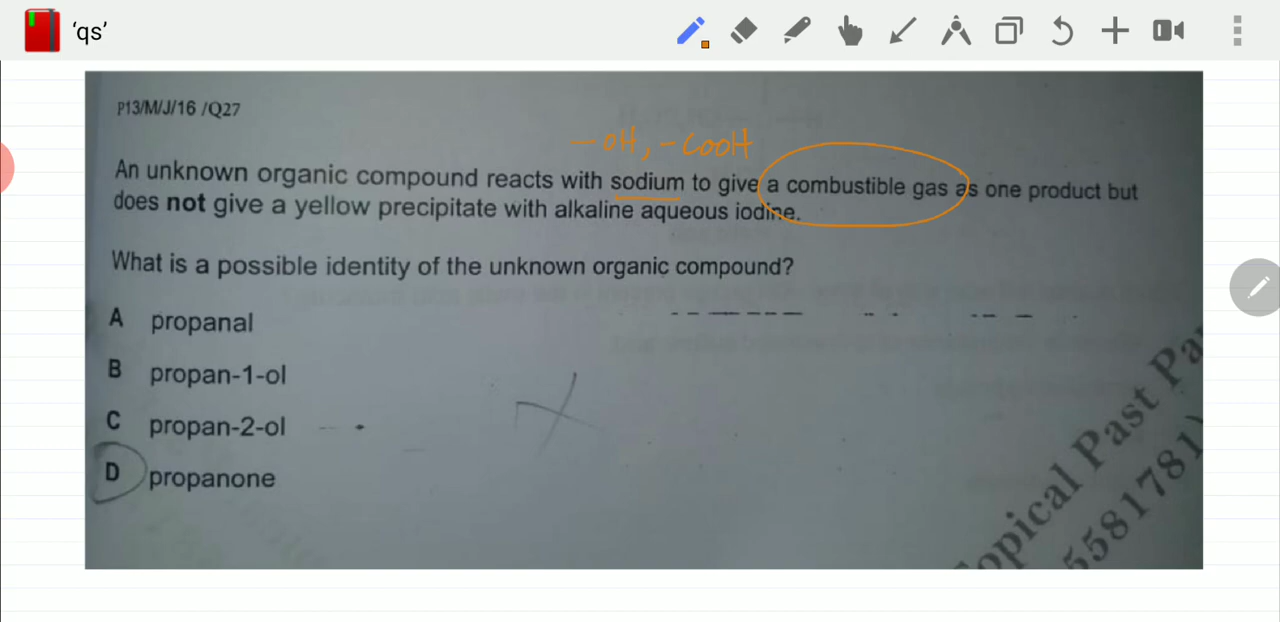 ‘qs’
P13/M/J/16 /Q27
–OH, –COOH
An unknown organic compound reacts with sodium to give a combustible gas as one product but
does not give a yellow precipitate with alkaline aqueous iodine.
What is a possible identity of the unknown organic compound?
A propanal
B propan-1-ol
C propan-2-ol
D propanone
Topical Past Pa
5581781)